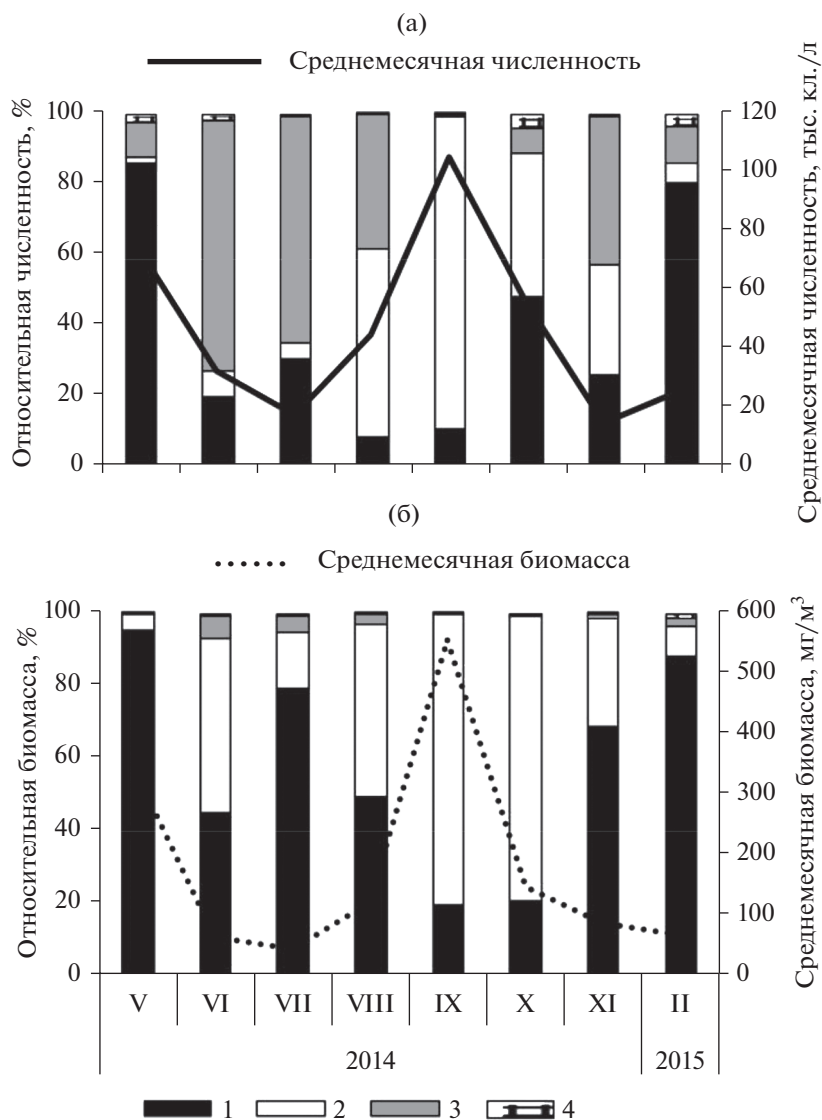 (а)
Среднемесячная численность
Относительная численность, %
100
80
60
40
20
0
120
100
80
60
40
20
0
Среднемесячная численность, тыс. кл./л
(б)
Среднемесячная биомасса
Относительная биомасса, %
100
80
60
40
20
0
600
500
400
300
200
100
0
Среднемесячная биомасса, мг/м³
V VI VII VIII IX X XI II
2014 2015
1 2 3 4